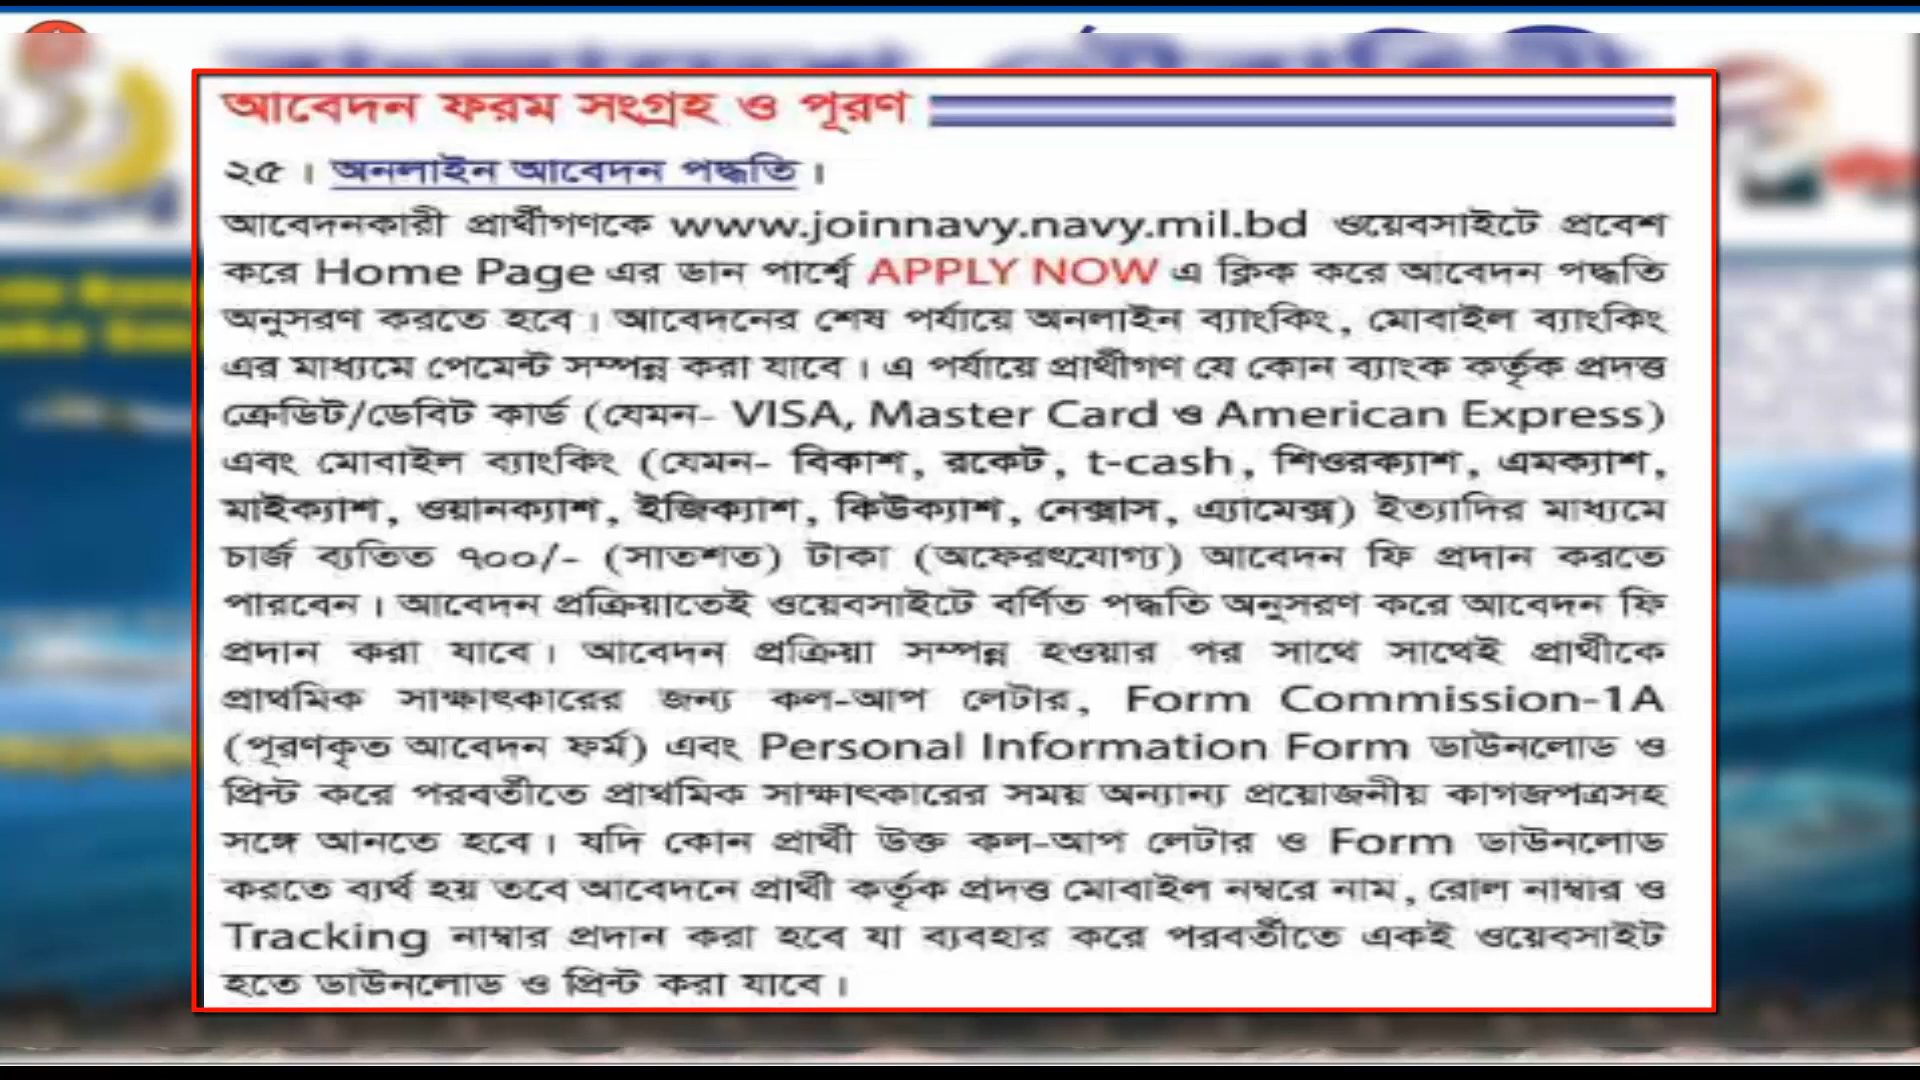 আবেদন ফরম সংগ্রহ ও পূরণ
২৫। অনলাইন আবেদন পদ্ধতি।
আবেদনকারী প্রার্থীগণকে www.joinnavy.navy.mil.bd ওয়েবসাইটে প্রবেশ
করে Home Page এর ডান পার্শ্বে APPLY NOW এ ক্লিক করে আবেদন পদ্ধতি
অনুসরণ করতে হবে। আবেদনের শেষ পর্যায়ে অনলাইন ব্যাংকিং, মোবাইল ব্যাংকিং
এর মাধ্যমে পেমেন্ট সম্পন্ন করা যাবে। এ পর্যায়ে প্রার্থীগণ যে কোন ব্যাংক কর্তৃক প্রদত্ত
ক্রেডিট/ডেবিট কার্ড (যেমন- VISA, Master Card ও American Express)
এবং মোবাইল ব্যাংকিং (যেমন- বিকাশ, রকেট, t-cash, শিওরক্যাশ, এমক্যাশ,
মাইক্যাশ, ওয়ানক্যাশ, ইজিক্যাশ, কিউক্যাশ, নেক্সাস, এ্যামেক্স) ইত্যাদির মাধ্যমে
চার্জ ব্যতিত ৭০০/- (সাতশত) টাকা (অফেরৎযোগ্য) আবেদন ফি প্রদান করতে
পারবেন। আবেদন প্রক্রিয়াতেই ওয়েবসাইটে বর্ণিত পদ্ধতি অনুসরণ করে আবেদন ফি
প্রদান করা যাবে। আবেদন প্রক্রিয়া সম্পন্ন হওয়ার পর সাথে সাথেই প্রার্থীকে
প্রাথমিক সাক্ষাৎকারের জন্য কল-আপ লেটার, Form Commission-1A
(পূরণকৃত আবেদন ফর্ম) এবং Personal Information Form ডাউনলোড ও
প্রিন্ট করে পরবর্তীতে প্রাথমিক সাক্ষাৎকারের সময় অন্যান্য প্রয়োজনীয় কাগজপত্রসহ
সঙ্গে আনতে হবে। যদি কোন প্রার্থী উক্ত কল-আপ লেটার ও Form ডাউনলোড
করতে ব্যর্থ হয় তবে আবেদনে প্রার্থী কর্তৃক প্রদত্ত মোবাইল নম্বরে নাম, রোল নাম্বার ও
Tracking নাম্বার প্রদান করা হবে যা ব্যবহার করে পরবর্তীতে একই ওয়েবসাইট
হতে ডাউনলোড ও প্রিন্ট করা যাবে।